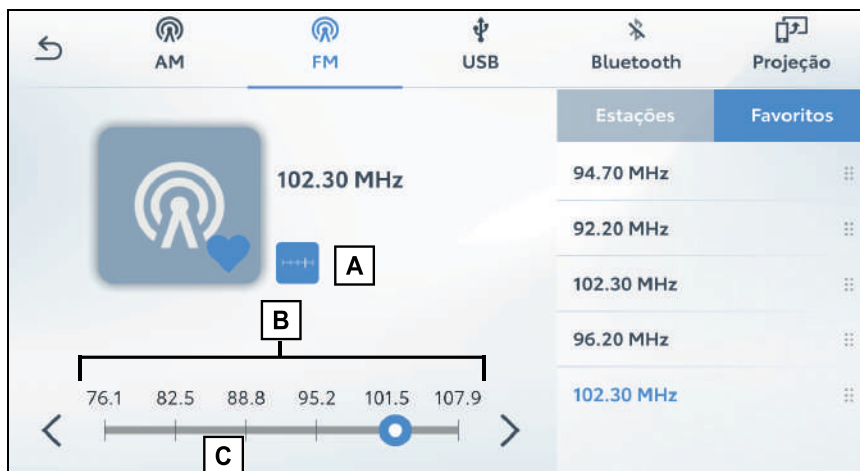 AM
FM
USB
Bluetooth
Projeção
Estações
Favoritos
102.30 MHz
A
B
76.1 82.5 88.8 95.2 101.5 107.9
C
94.70 MHz
92.20 MHz
102.30 MHz
96.20 MHz
102.30 MHz